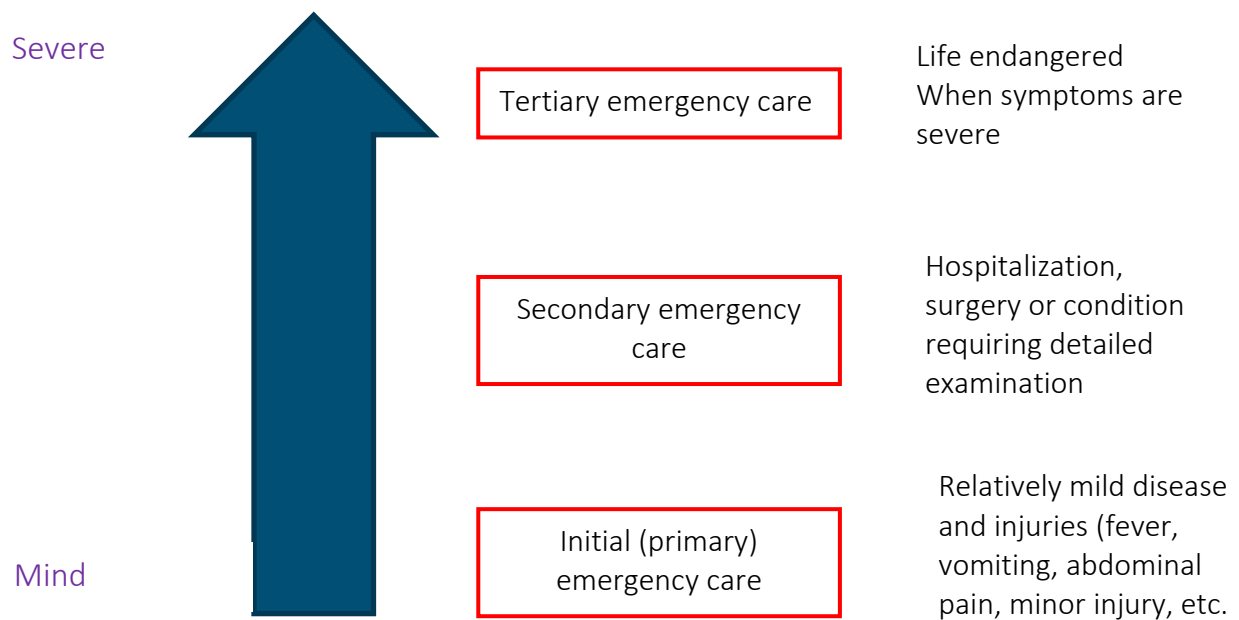 Severe
Tertiary emergency care
Life endangered
When symptoms are
severe
Secondary emergency
care
Hospitalization,
surgery or condition
requiring detailed
examination
Mind
Initial (primary)
emergency care
Relatively mild disease
and injuries (fever,
vomiting, abdominal
pain, minor injury, etc.